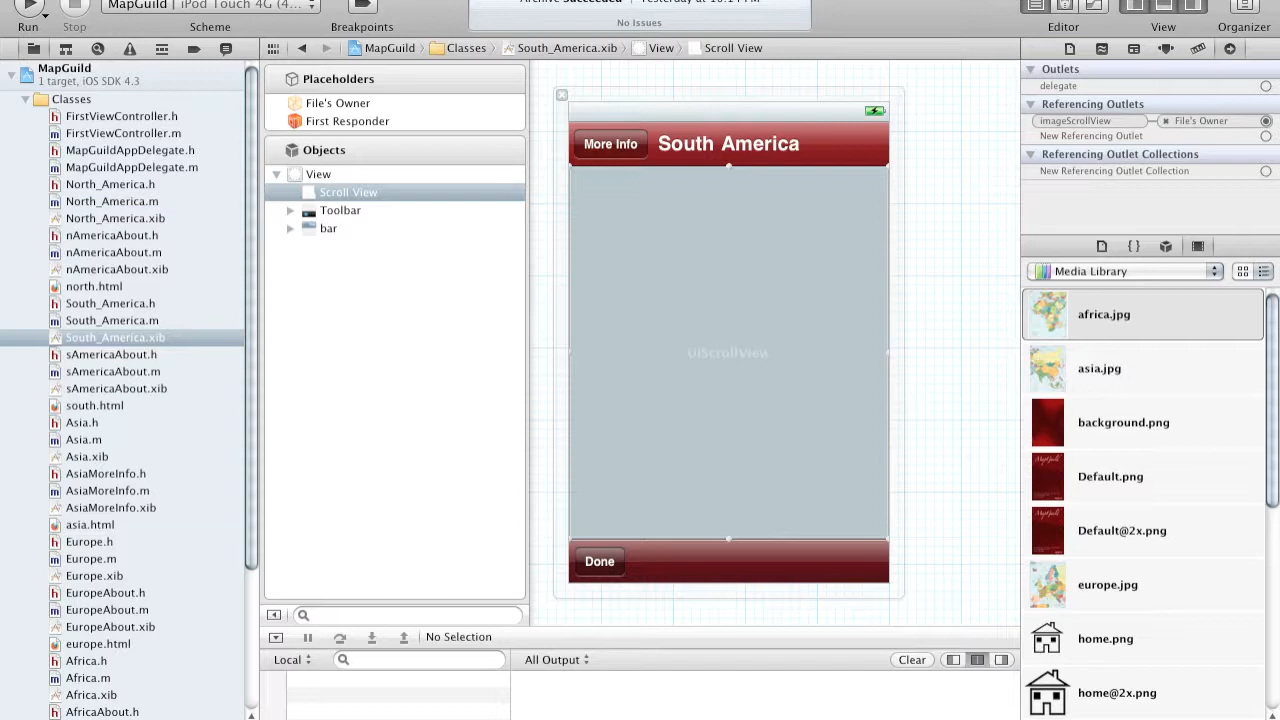 MapGuild | iPod Touch 4G (4...
Archive Succeeded | Yesterday at 10:14 PM
No Issues
Run
Stop
Scheme
Breakpoints
Editor
View
Organizer
MapGuild
Classes
South_America.xib
View
Scroll View
MapGuild
1 target, iOS SDK 4.3
Classes
FirstViewController.h
FirstViewController.m
MapGuildAppDelegate.h
MapGuildAppDelegate.m
North_America.h
North_America.m
North_America.xib
nAmericaAbout.h
nAmericaAbout.m
nAmericaAbout.xib
north.html
South_America.h
South_America.m
South_America.xib
sAmericaAbout.h
sAmericaAbout.m
sAmericaAbout.xib
south.html
Asia.h
Asia.m
Asia.xib
AsiaMoreInfo.h
AsiaMoreInfo.m
AsiaMoreInfo.xib
asia.html
Europe.h
Europe.m
Europe.xib
EuropeAbout.h
EuropeAbout.m
EuropeAbout.xib
europe.html
Africa.h
Africa.m
Africa.xib
AfricaAbout.h
Placeholders
File's Owner
First Responder
Objects
View
Scroll View
Toolbar
bar
More Info
South America
UIScrollView
Done
No Selection
Local
All Output
Clear
Outlets
delegate
Referencing Outlets
imageScrollView
File's Owner
New Referencing Outlet
Referencing Outlet Collections
New Referencing Outlet Collection
{ }
Media Library
africa.jpg
asia.jpg
background.png
Default.png
Default@2x.png
europe.jpg
home.png
home@2x.png